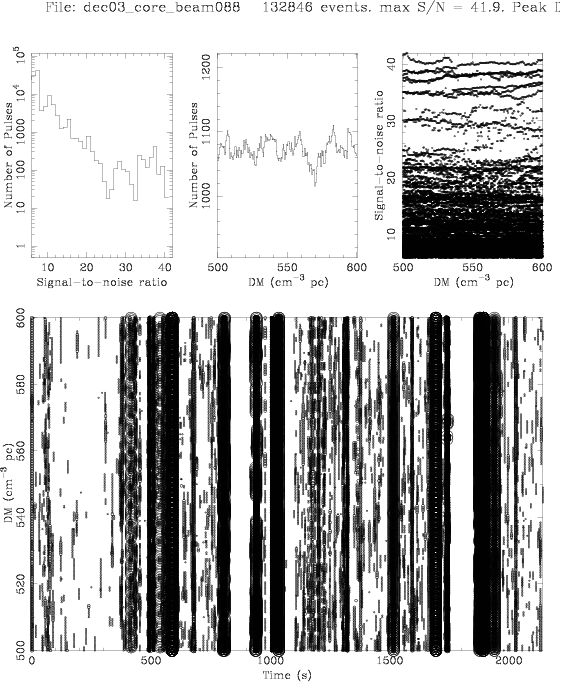 File: dec03_core_beam088 132846 events. max S/N = 41.9. Peak
Number of Pulses
1
10
100
1000
10^4
10^5
10 20 30 40
Signal-to-noise ratio
Number of Pulses
1000
1100
1200
500 550 600
DM (cm^-3 pc)
Signal-to-noise ratio
10
20
30
40
500 550 600
DM (cm^-3 pc)
DM (cm^-3 pc)
500
520
540
560
580
600
0 500 1000 1500 2000
Time (s)